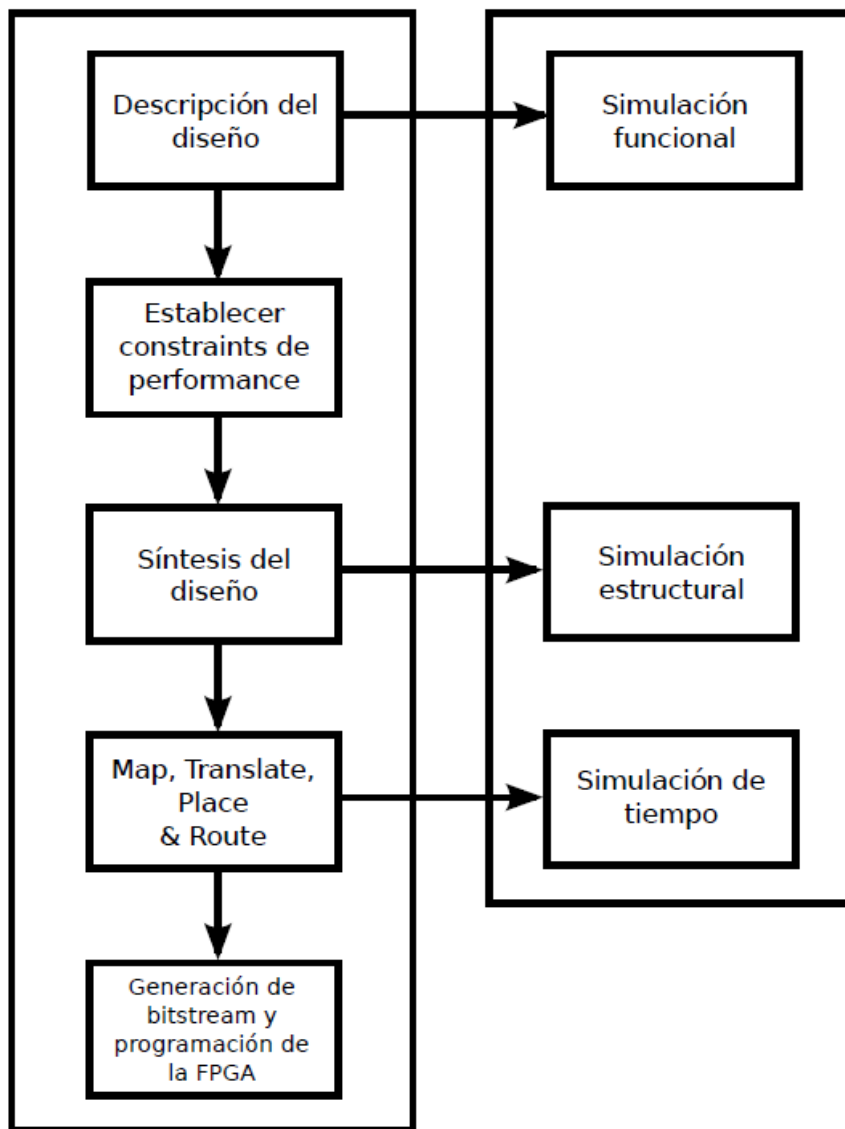 Descripción del
diseño
Simulación
funcional
Establecer
constraints de
performance
Síntesis del
diseño
Simulación
estructural
Map, Translate,
Place
& Route
Simulación de
tiempo
Generación de
bitstream y
programación de
la FPGA